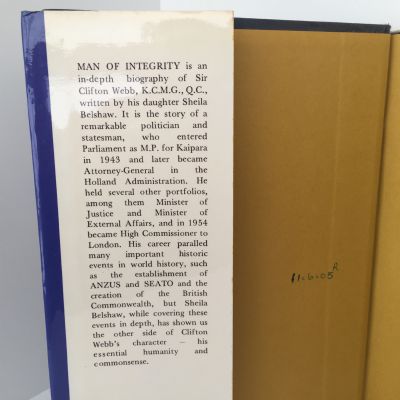 MAN OF INTEGRITY is an
in-depth biography of Sir
Clifton Webb, K.C.M.G., Q.C.,
written by his daughter Sheila
Belshaw. It is the story of a
remarkable politician and
statesman, who entered
Parliament as M.P. for Kaipara
in 1943 and later became
Attorney-General in the
Holland Administration. He
held several other portfolios,
among them Minister of
Justice and Minister of
External Affairs, and in 1954
became High Commissioner to
London. His career paralled
many important historic
events in world history, such
as the establishment of
ANZUS and SEATO and the
creation of the British
Commonwealth, but Sheila
Belshaw, while covering these
events in depth, has shown us
the other side of Clifton
Webb's character — his
essential humanity and
commonsense.
11-6-05 R